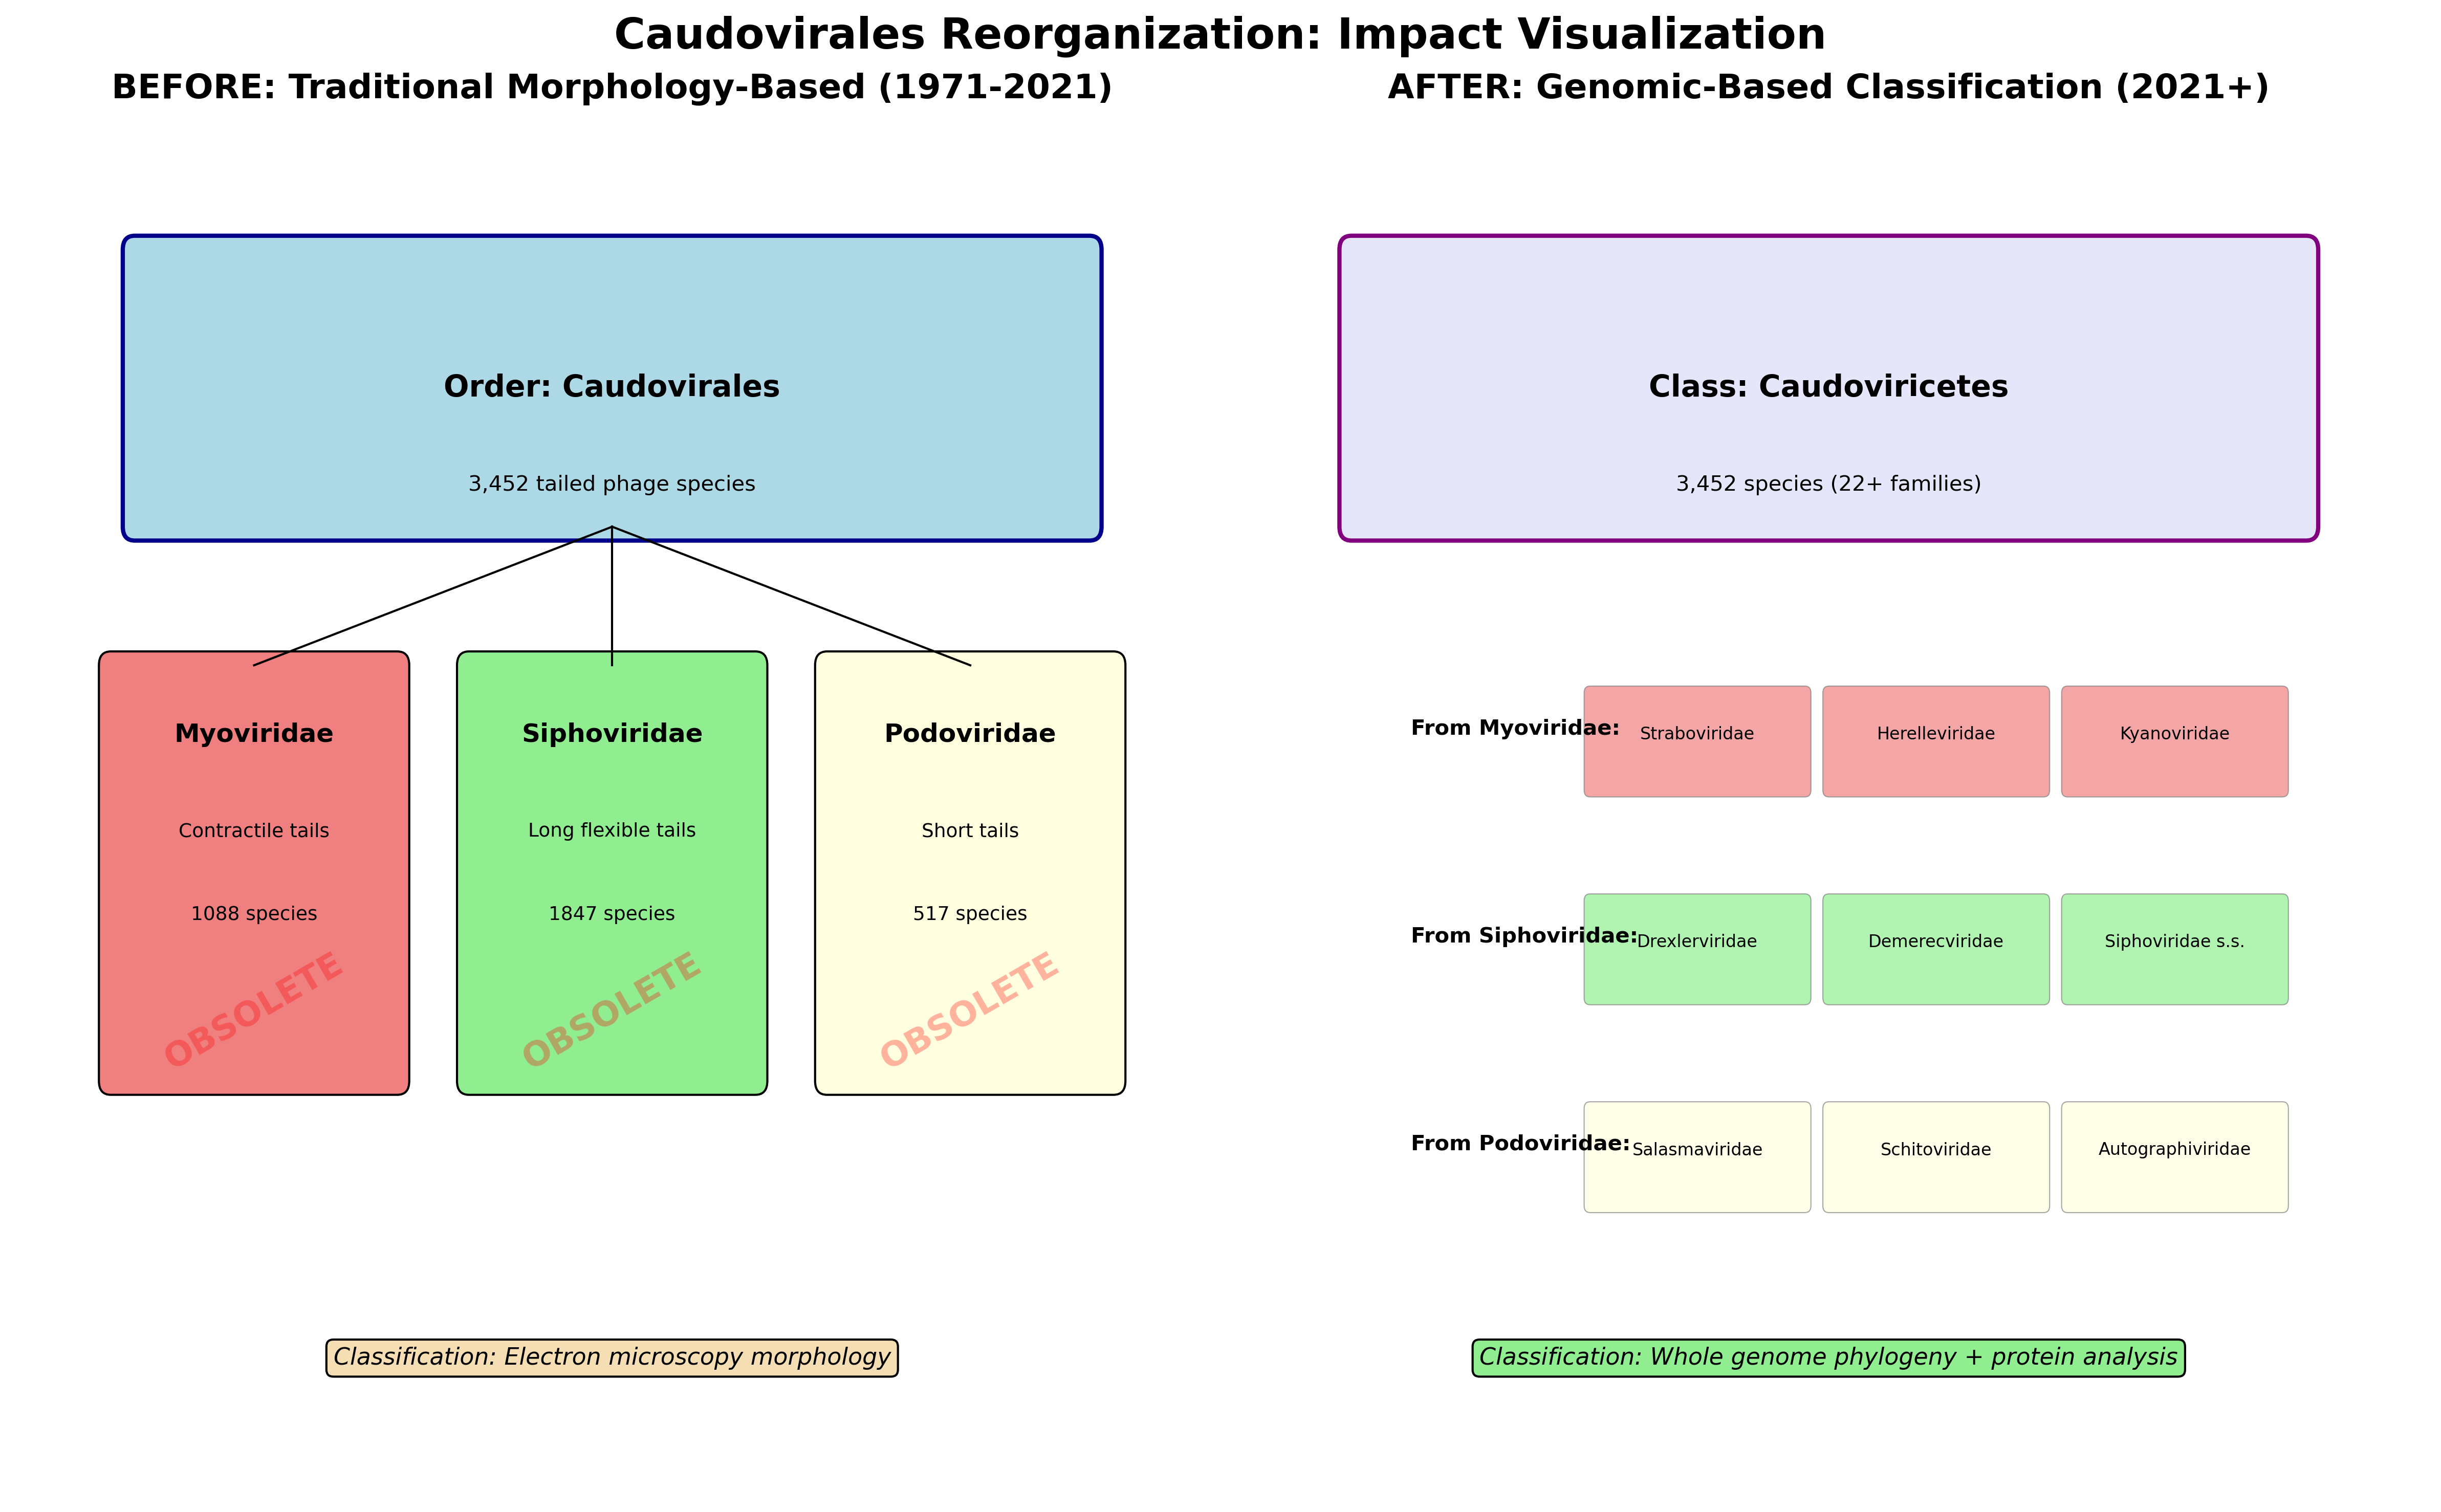 Caudovirales Reorganization: Impact Visualization
BEFORE: Traditional Morphology-Based (1971-2021)
Order: Caudovirales
3,452 tailed phage species
Myoviridae
Contractile tails
1088 species
OBSOLETE
Siphoviridae
Long flexible tails
1847 species
OBSOLETE
Podoviridae
Short tails
517 species
OBSOLETE
Classification: Electron microscopy morphology
AFTER: Genomic-Based Classification (2021+)
Class: Caudoviricetes
3,452 species (22+ families)
From Myoviridae:
Straboviridae
Herelleviridae
Kyanoviridae
From Siphoviridae:
Drexlerviridae
Demerecviridae
Siphoviridae s.s.
From Podoviridae:
Salasmaviridae
Schitoviridae
Autographiviridae
Classification: Whole genome phylogeny + protein analysis